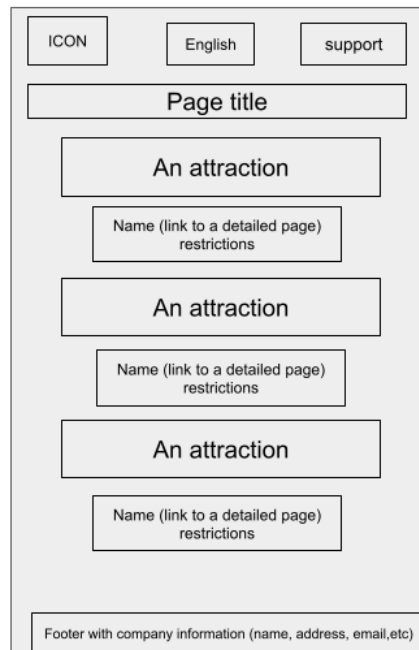 ICON
English
support
Page title
An attraction
Name (link to a detailed page)
restrictions
An attraction
Name (link to a detailed page)
restrictions
An attraction
Name (link to a detailed page)
restrictions
Footer with company information (name, address, email,etc)